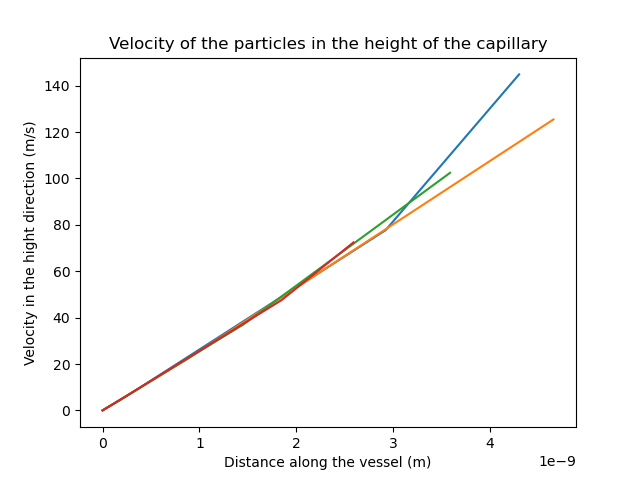 Velocity of the particles in the height of the capillary
Velocity in the hight direction (m/s)
140
120
100
80
60
40
20
0
0 1 2 3 4
1e−9
Distance along the vessel (m)